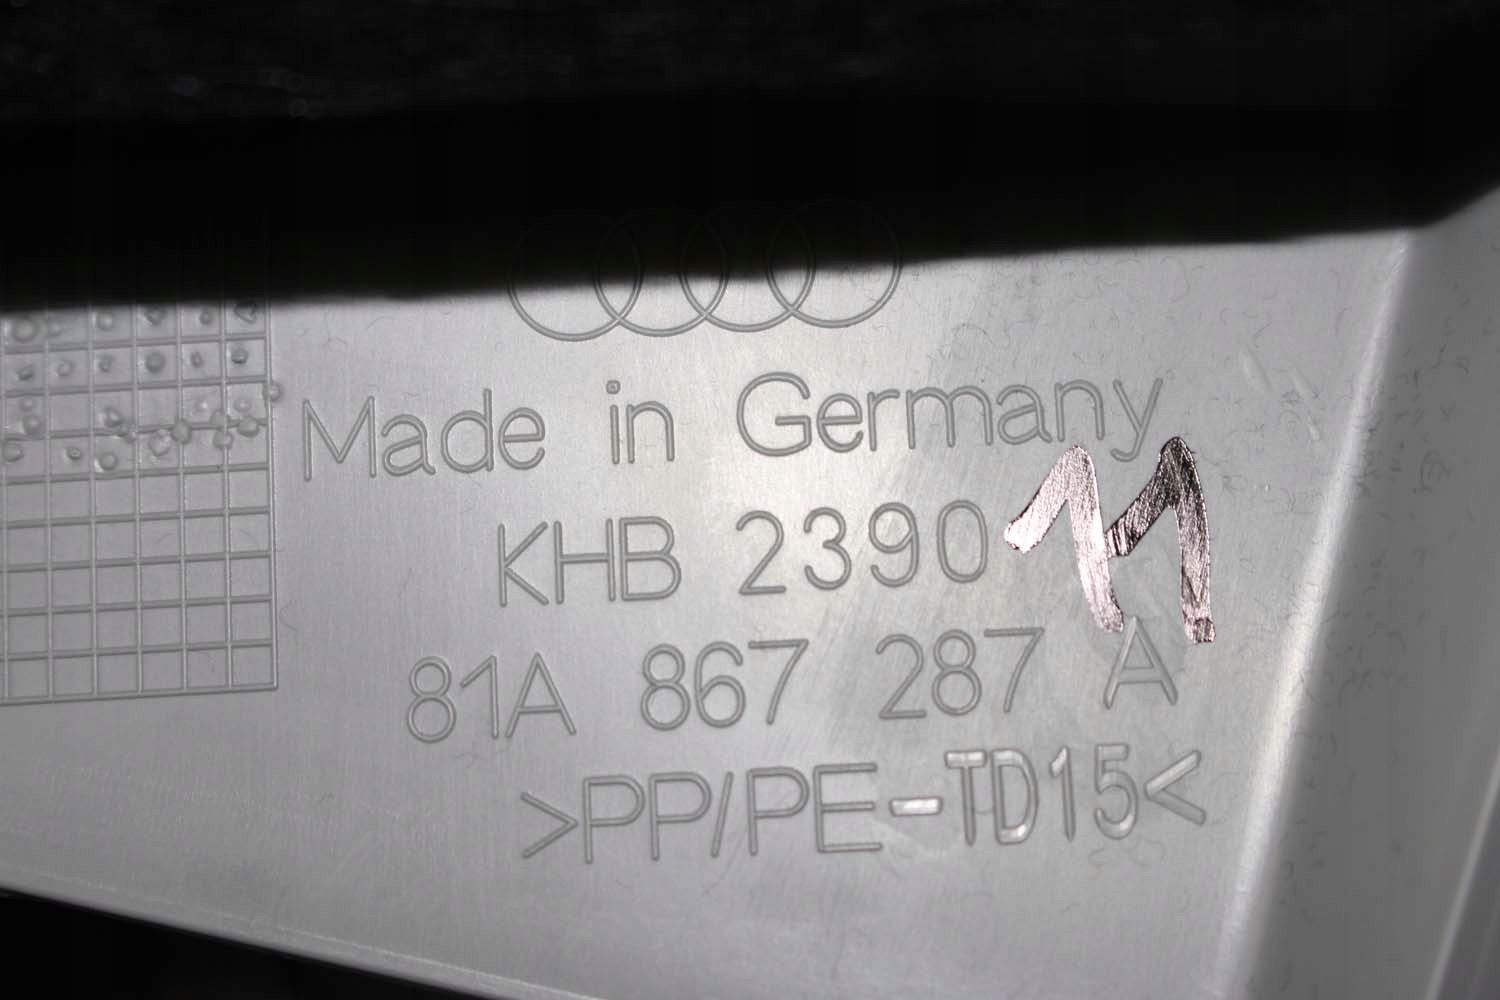 Made in Germany
KHB 2390
11
81A 867 287 A
>PP/PE-TD15<